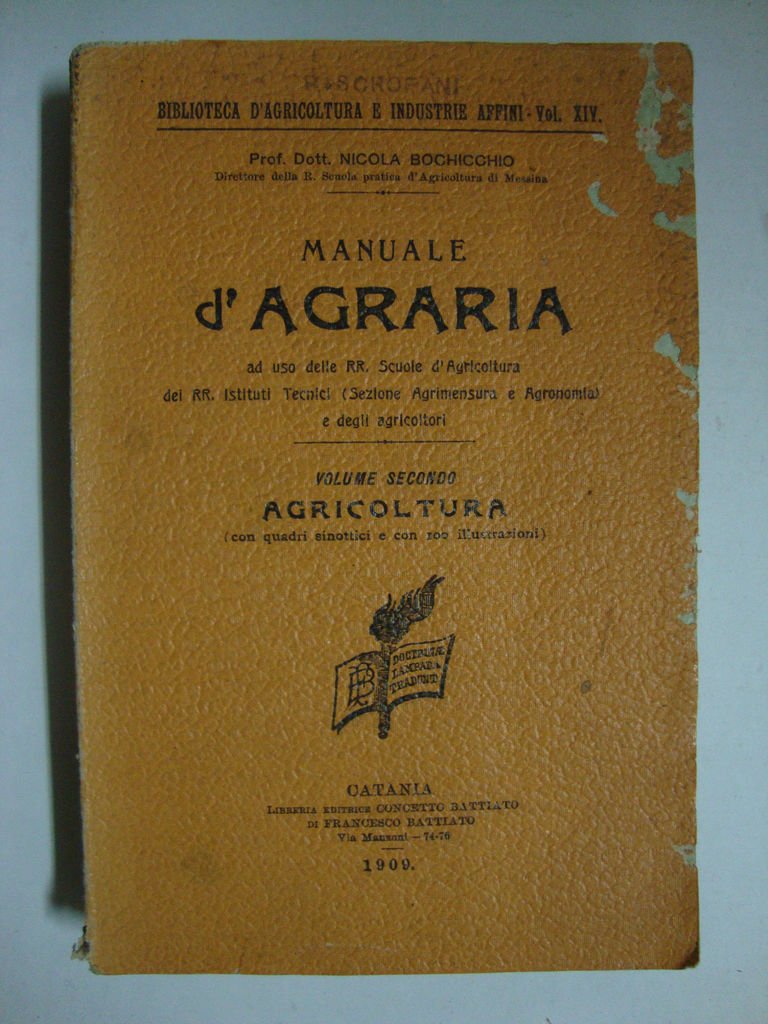 R. SCROFANI
BIBLIOTECA D'AGRICOLTURA E INDUSTRIE AFFINI - Vol. XIV.
Prof. Dott. NICOLA BOCHICCHIO
Direttore della R. Scuola pratica d'Agricoltura di Messina
MANUALE
d'AGRARIA
ad uso delle RR. Scuole d'Agricoltura
dei RR. Istituti Tecnici (Sezione Agrimensura e Agronomia)
e degli agricoltori
VOLUME SECONDO
AGRICOLTURA
(con quadri sinottici e con 100 illustrazioni)
DOCTRINAE
LAMPADA
TRADUNT
CATANIA
LIBRERIA EDITRICE CONCETTO BATTIATO
DI FRANCESCO BATTIATO
Via Manzoni – 74-76
1909.